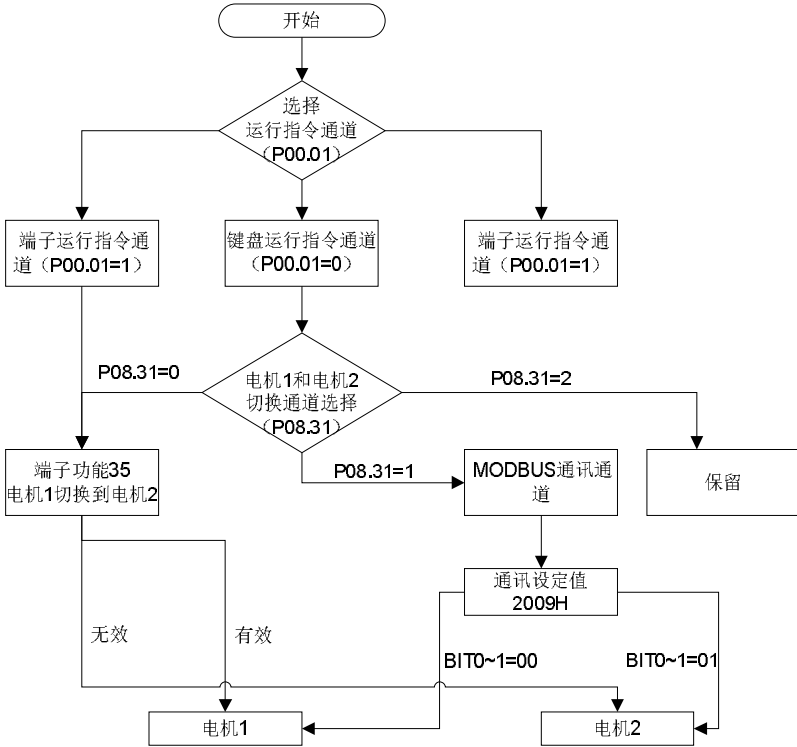 开始
选择
运行指令通道
（P00.01）
端子运行指令通
道（P00.01=1）
键盘运行指令通道
（P00.01=0）
端子运行指令通
道（P00.01=1）
P08.31=0
电机1和电机2
切换通道选择
（P08.31）
P08.31=2
端子功能35
电机1切换到电机2
P08.31=1
MODBUS通讯通
道
保留
通讯设定值
2009H
无效
有效
BIT0~1=00
BIT0~1=01
电机1
电机2